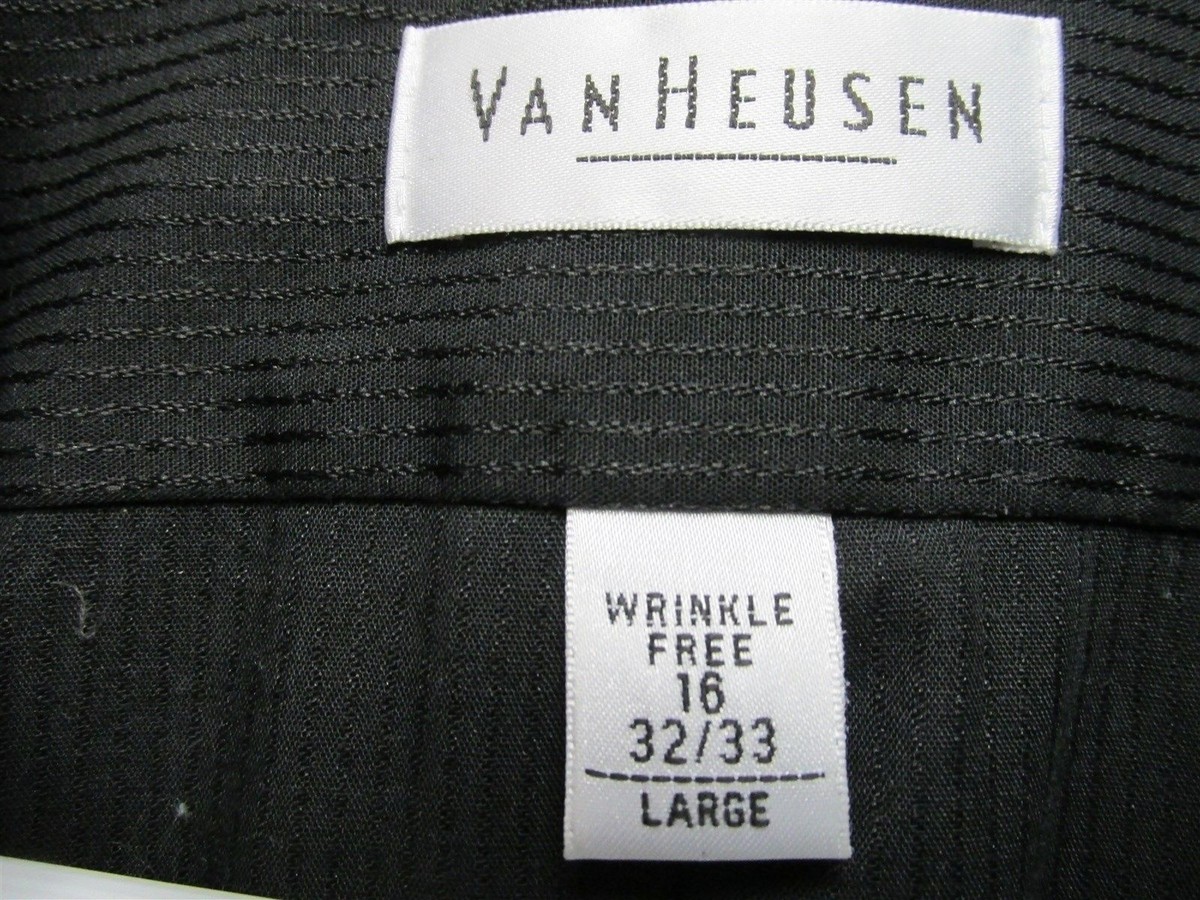 VAN HEUSEN
WRINKLE
FREE
16
32/33
LARGE